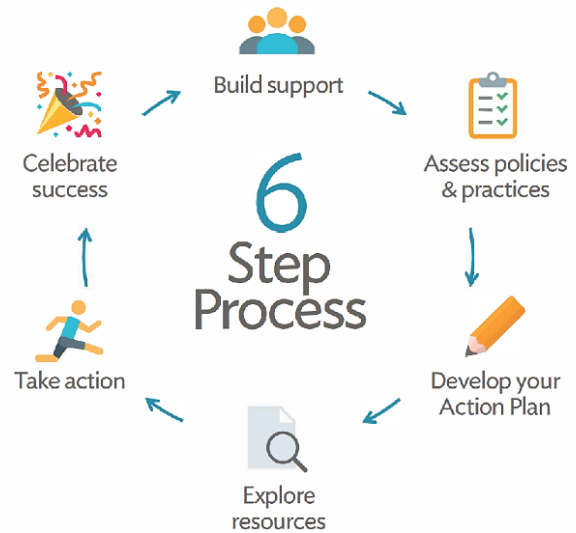 Build support
Assess policies
& practices
Develop your
Action Plan
Explore
resources
Take action
Celebrate
success
6
Step
Process